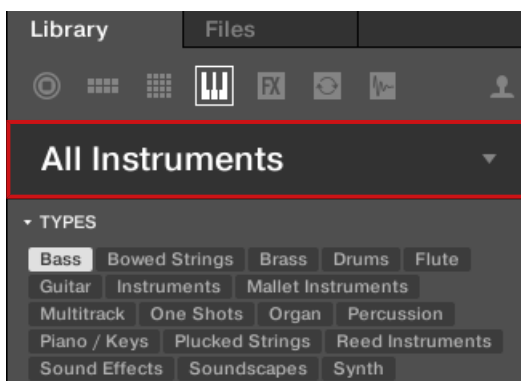 Library Files
FX
All Instruments
TYPES
Bass Bowed Strings Brass Drums Flute
Guitar Instruments Mallet Instruments
Multitrack One Shots Organ Percussion
Piano / Keys Plucked Strings Reed Instruments
Sound Effects Soundscapes Synth